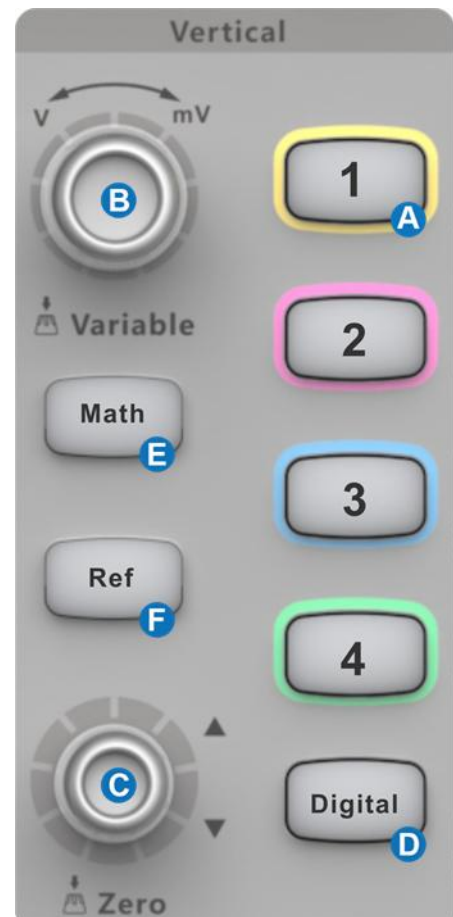 Vertical
V mV
B
1
A
Variable
2
Math
E
3
Ref
F
4
C
Digital
D
Zero